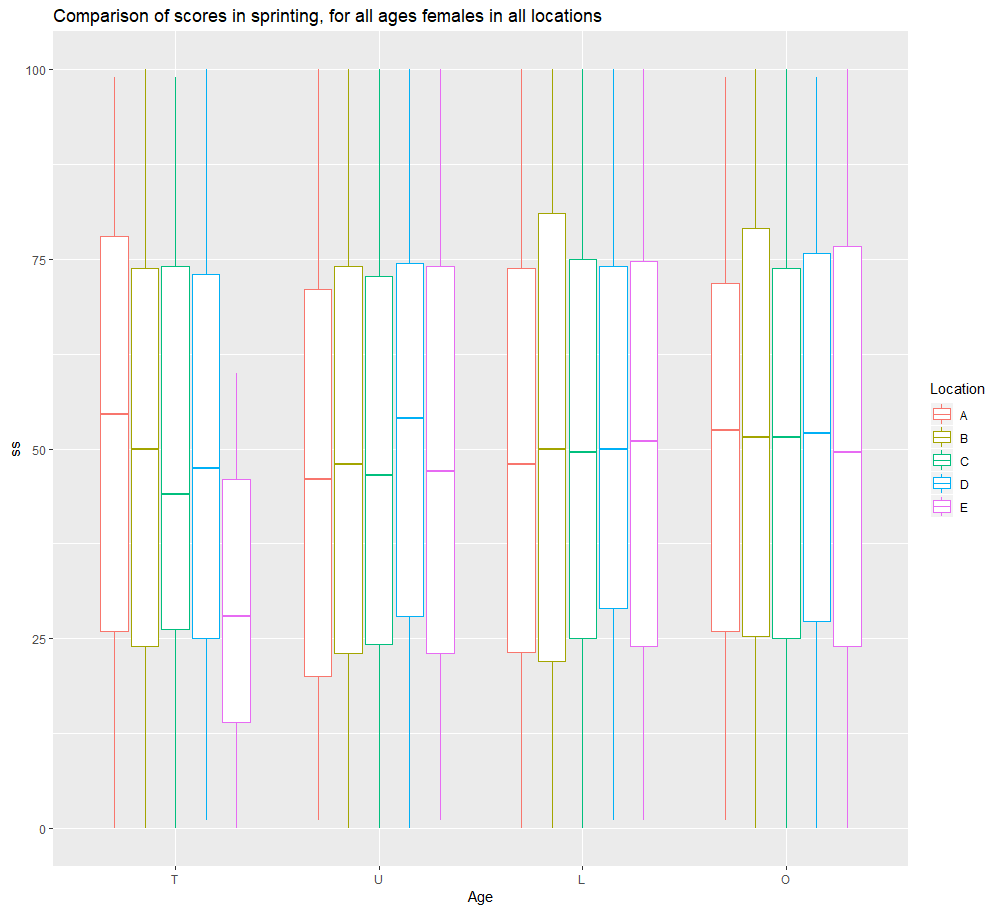 Comparison of scores in sprinting, for all ages females in all locations
100
75
50
25
0
ss
T U L O
Age
Location
A
B
C
D
E